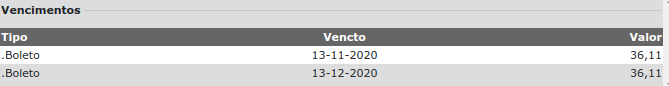 Vencimentos
Tipo Vencto Valor
.Boleto 13-11-2020 36,11
.Boleto 13-12-2020 36,11